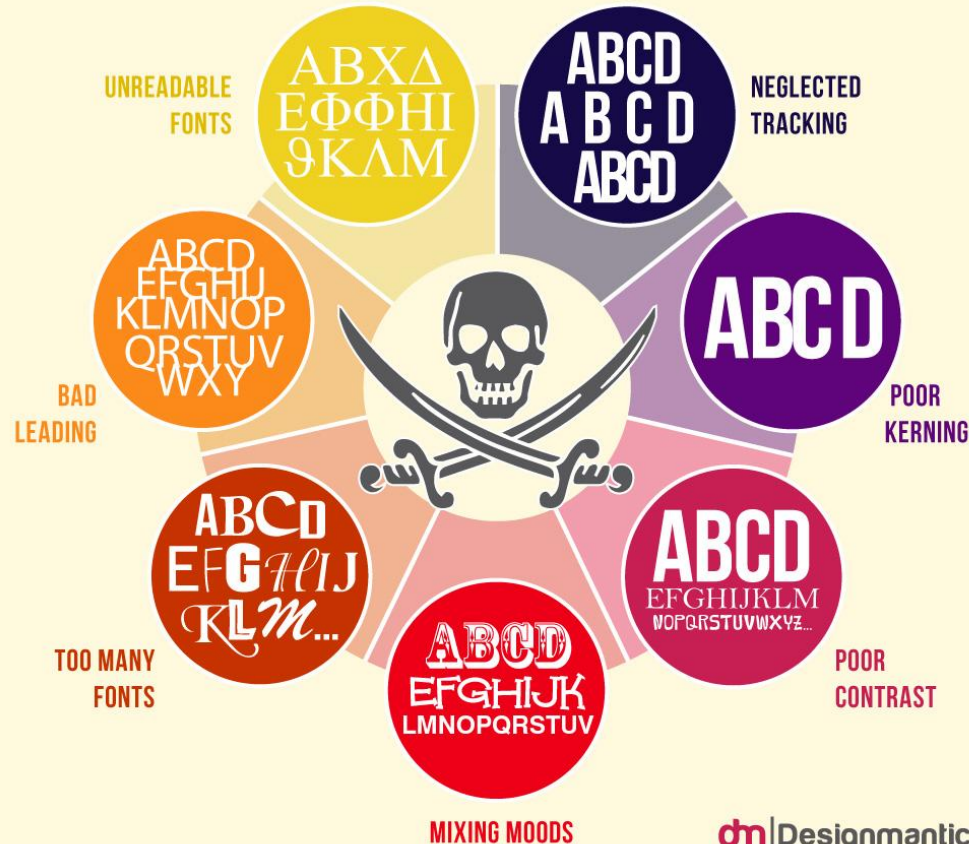 UNREADABLE
FONTS
ΑΒΧΔ
ΕΦΦΗΙ
ϑΚΛΜ
ABCD
A B C D
ABCD
NEGLECTED
TRACKING
ABCD
EFGHIJ
KLMNOP
QRSTUV
WXY
BAD
LEADING
ABC D
POOR
KERNING
ABCD
EFGHIJ
KLM...
TOO MANY
FONTS
ABCD
EFGHIJKLM
NOPQRSTUVWXYZ...
POOR
CONTRAST
ABCD
EFGHIJK
LMNOPQRSTUV
MIXING MOODS
dm|Designmantic